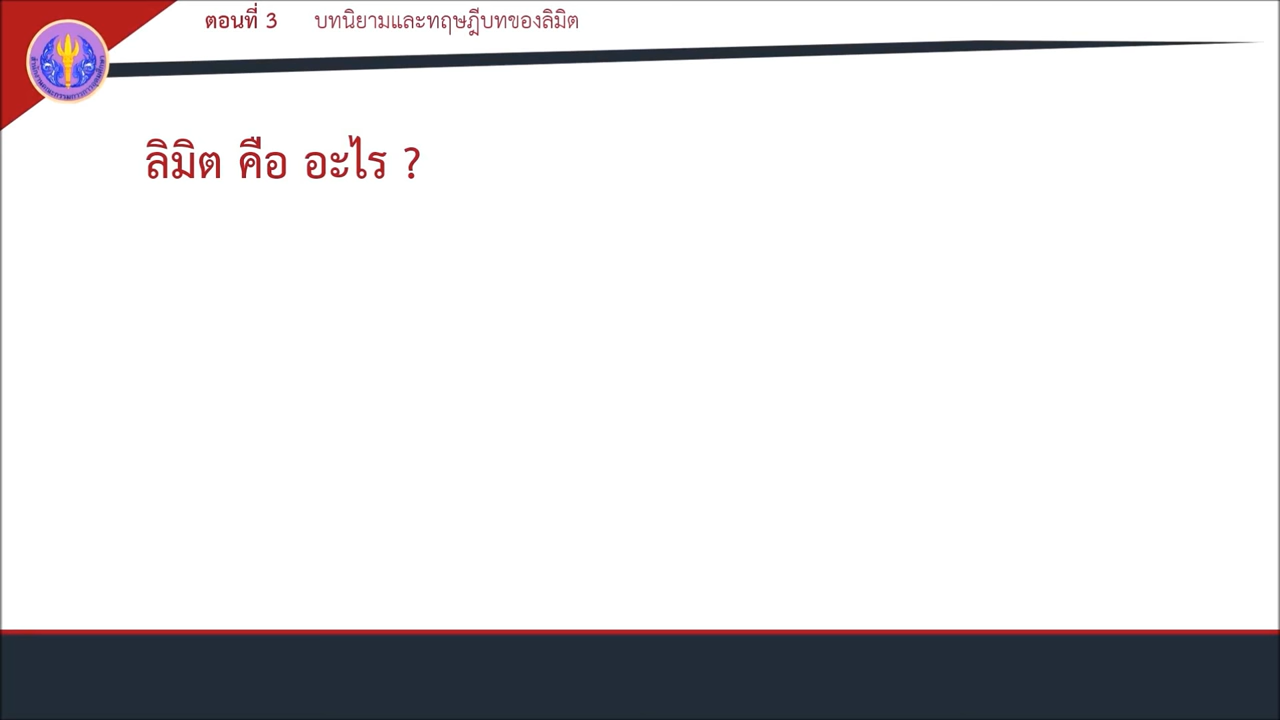 ตอนที่ 3 บทนิยามและทฤษฎีบทของลิมิต
ลิมิต คือ อะไร ?